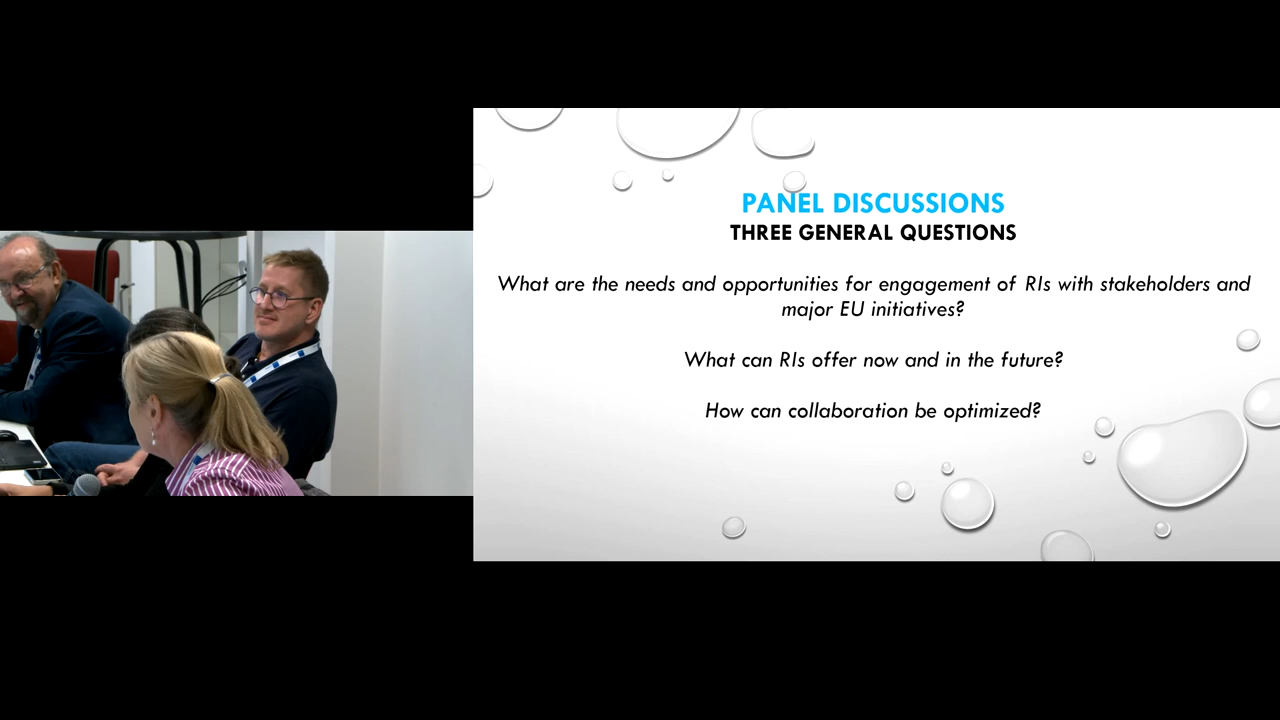 PANEL DISCUSSIONS
THREE GENERAL QUESTIONS
What are the needs and opportunities for engagement of RIs with stakeholders and
major EU initiatives?
What can RIs offer now and in the future?
How can collaboration be optimized?